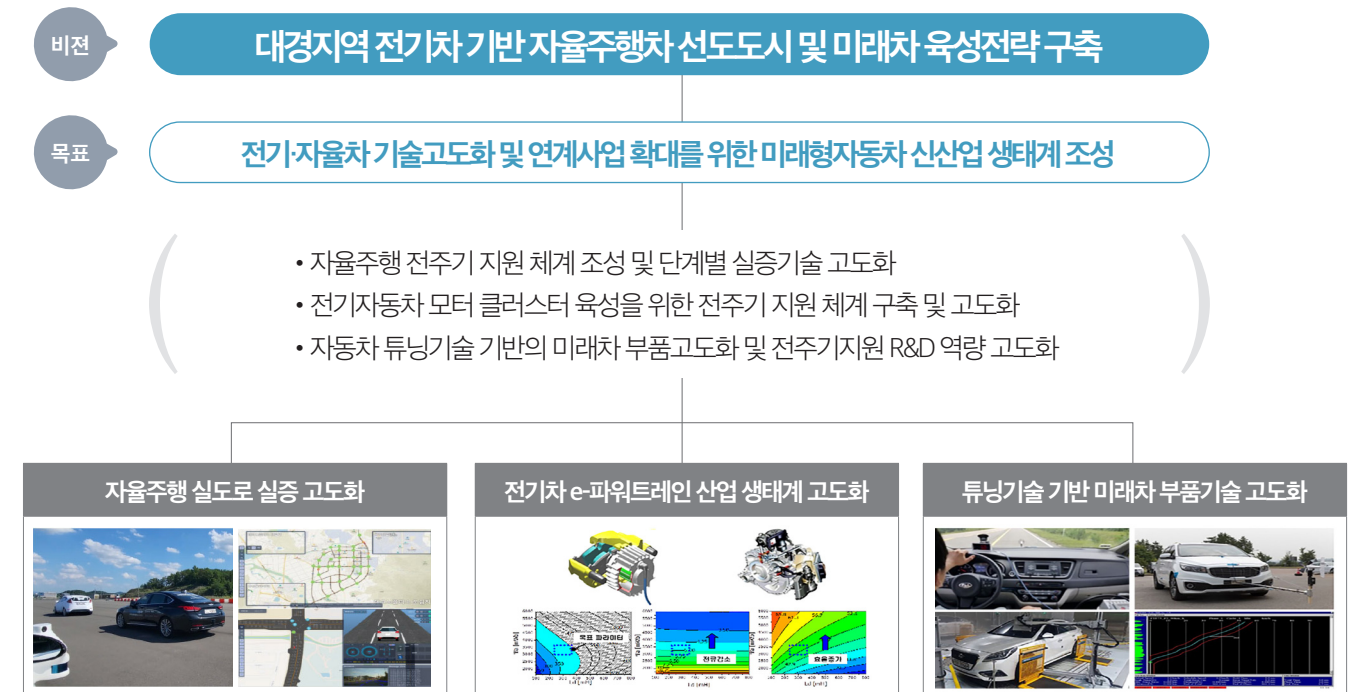 비젼
대경지역 전기차 기반 자율주행차 선도도시 및 미래차 육성전략 구축
목표
전기·자율차 기술고도화 및 연계사업 확대를 위한 미래형자동차 신산업 생태계 조성
• 자율주행 전주기 지원 체계 조성 및 단계별 실증기술 고도화
• 전기자동차 모터 클러스터 육성을 위한 전주기 지원 체계 구축 및 고도화
• 자동차 튜닝기술 기반의 미래차 부품고도화 및 전주기지원 R&D 역량 고도화
자율주행 실도로 실증 고도화
전기차 e-파워트레인 산업 생태계 고도화
튜닝기술 기반 미래차 부품기술 고도화
목표 파라미터
전류감소
효율증가